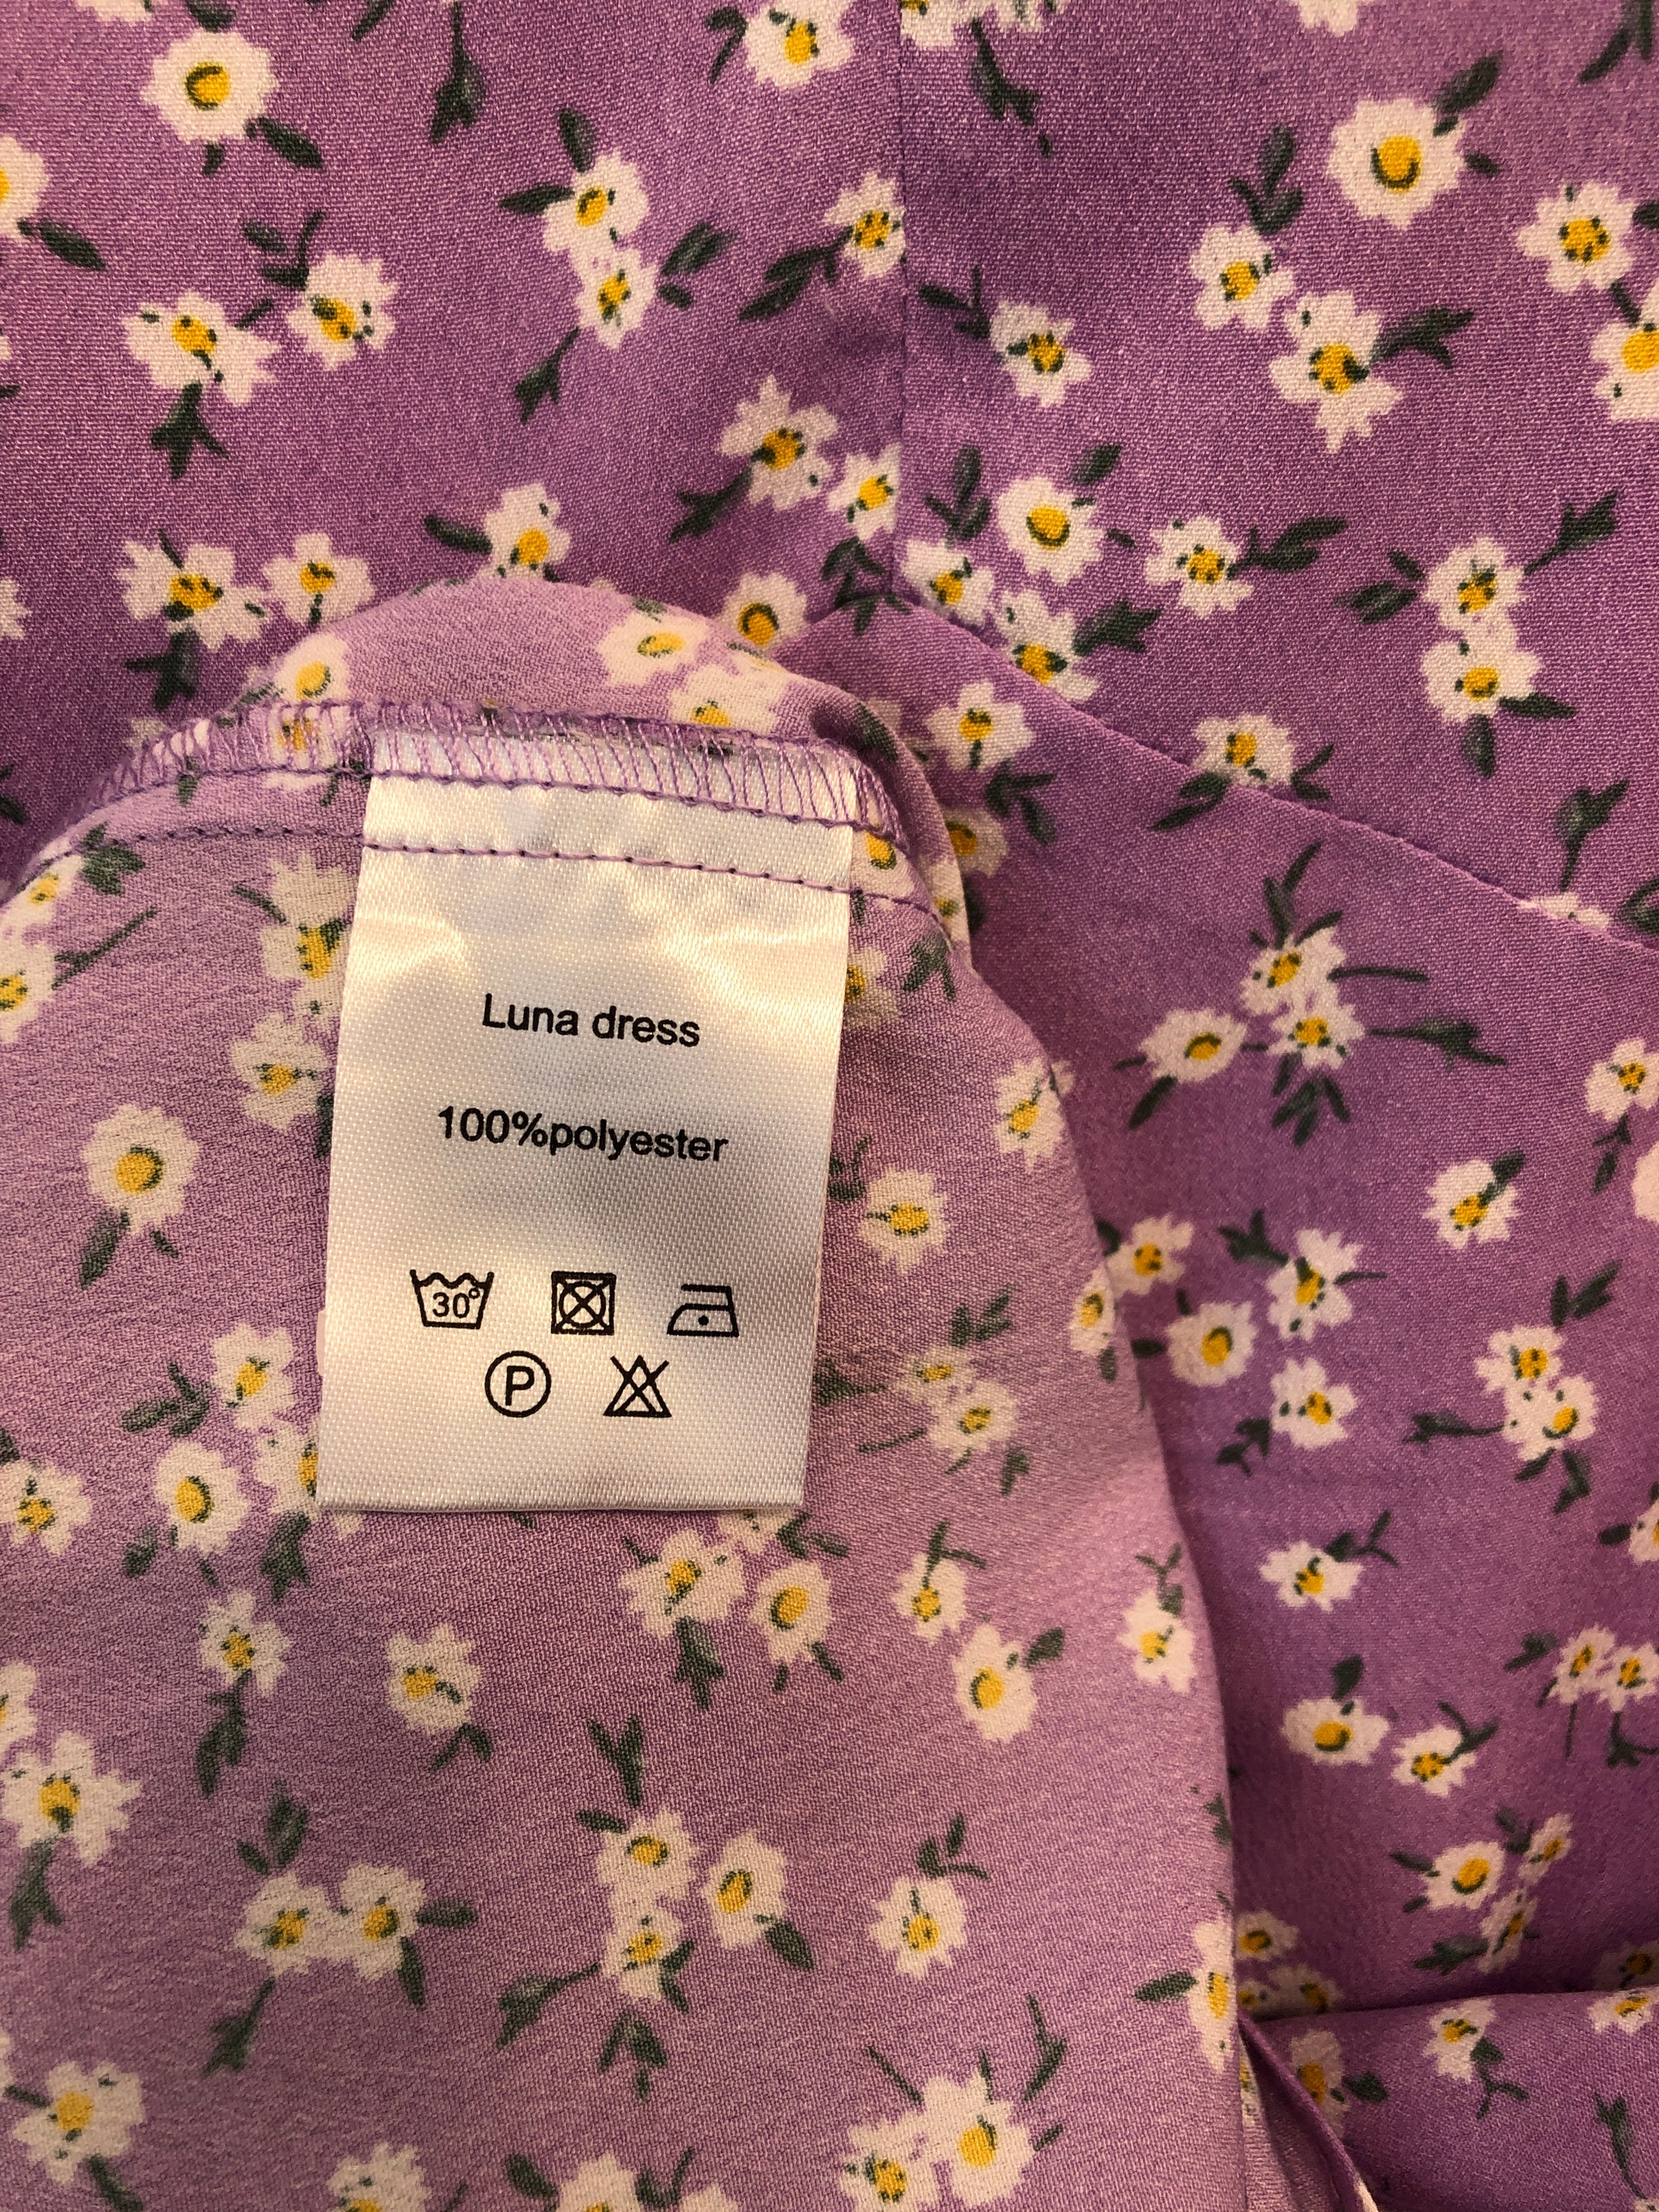 Luna dress
100%polyester
30°
P